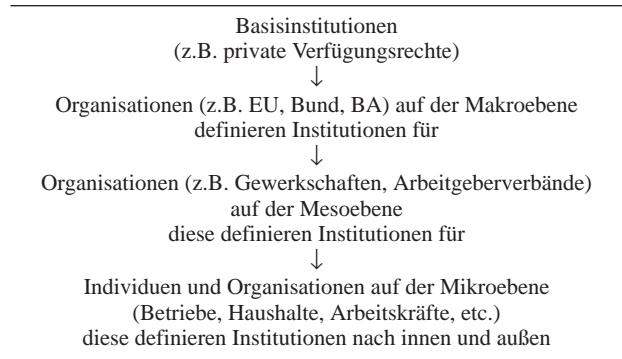 Basisinstitutionen
(z.B. private Verfügungsrechte)
↓
Organisationen (z.B. EU, Bund, BA) auf der Makroebene
definieren Institutionen für
↓
Organisationen (z.B. Gewerkschaften, Arbeitgeberverbände)
auf der Mesoebene
diese definieren Institutionen für
↓
Individuen und Organisationen auf der Mikroebene
(Betriebe, Haushalte, Arbeitskräfte, etc.)
diese definieren Institutionen nach innen und außen